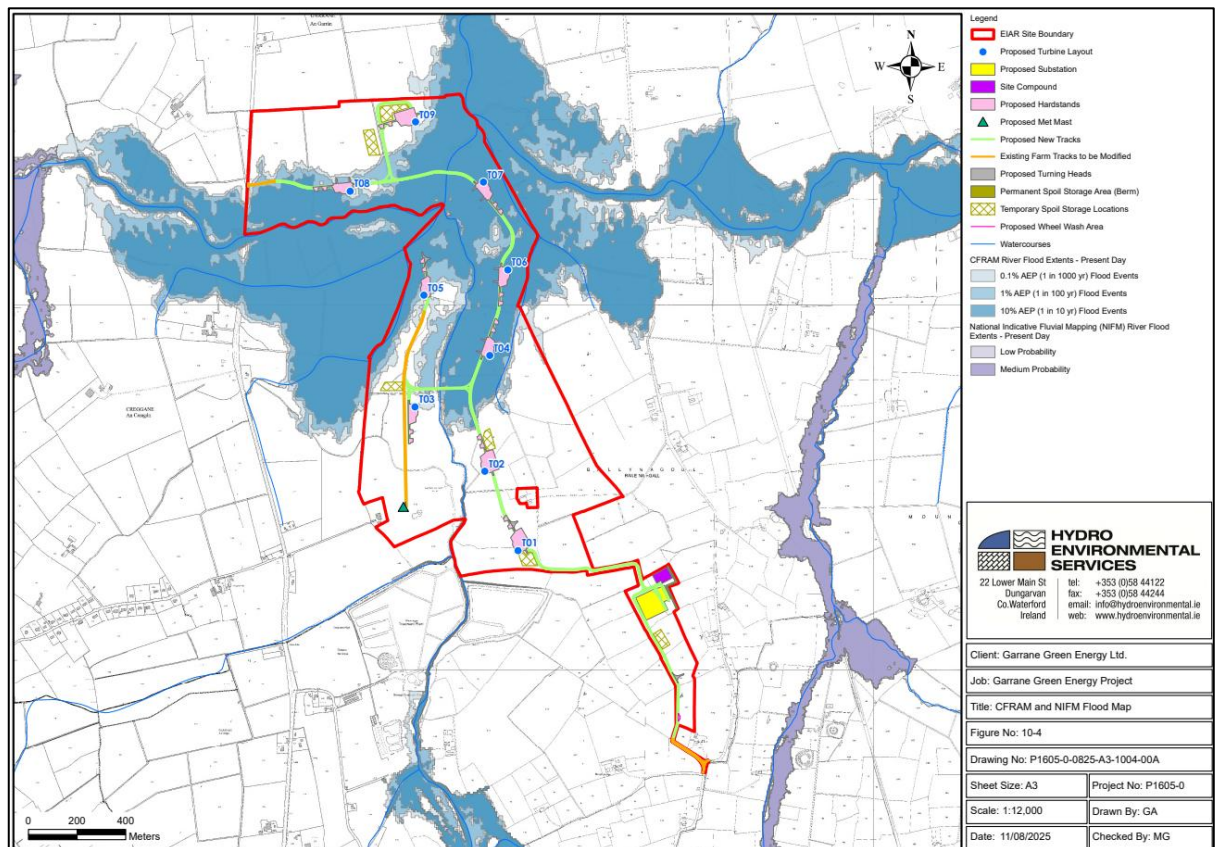 An Garrán
T09
T08
T07
T06
T05
T04
T03
T02
T01
CREGGANE
An Creagán
N
W E
S
0 200 400
Meters
Legend
EIAR Site Boundary
Proposed Turbine Layout
Proposed Substation
Site Compound
Proposed Hardstands
Proposed Met Mast
Proposed New Tracks
Existing Farm Tracks to be Modified
Proposed Turning Heads
Permanent Spoil Storage Area (Berm)
Temporary Spoil Storage Locations
Proposed Wheel Wash Area
Watercourses
CFRAM River Flood Extents - Present Day
0.1% AEP (1 in 1000 yr) Flood Events
1% AEP (1 in 100 yr) Flood Events
10% AEP (1 in 10 yr) Flood Events
National Indicative Fluvial Mapping (NIFM) River Flood
Extents - Present Day
Low Probability
Medium Probability
HYDRO
ENVIRONMENTAL
SERVICES
22 Lower Main St tel: +353 (0)58 44122
Dungarvan fax: +353 (0)58 44244
Co.Waterford email: info@hydroenvironmental.ie
Ireland web: www.hydroenvironmental.ie
Client: Garrane Green Energy Ltd.
Job: Garrane Green Energy Project
Title: CFRAM and NIFM Flood Map
Figure No: 10-4
Drawing No: P1605-0-0825-A3-1004-00A
Sheet Size: A3 Project No: P1605-0
Scale: 1:12,000 Drawn By: GA
Date: 11/08/2025 Checked By: MG